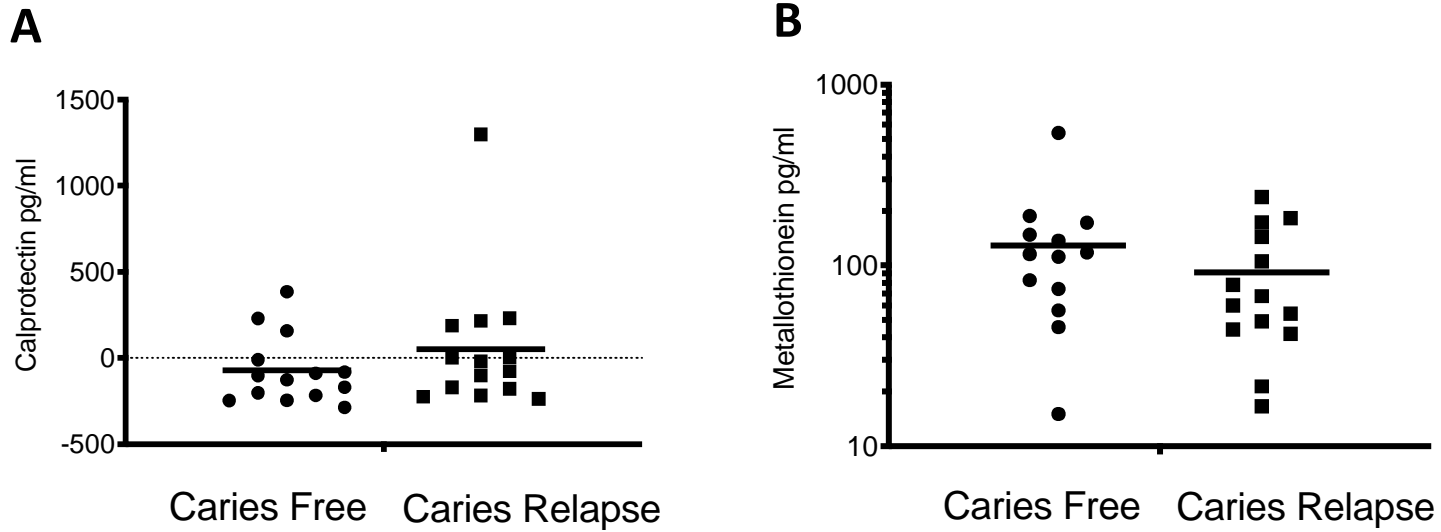 A
Calprotectin pg/ml
1500
1000
500
0
-500
Caries Free Caries Relapse
B
Metallothionein pg/ml
1000
100
10
Caries Free Caries Relapse